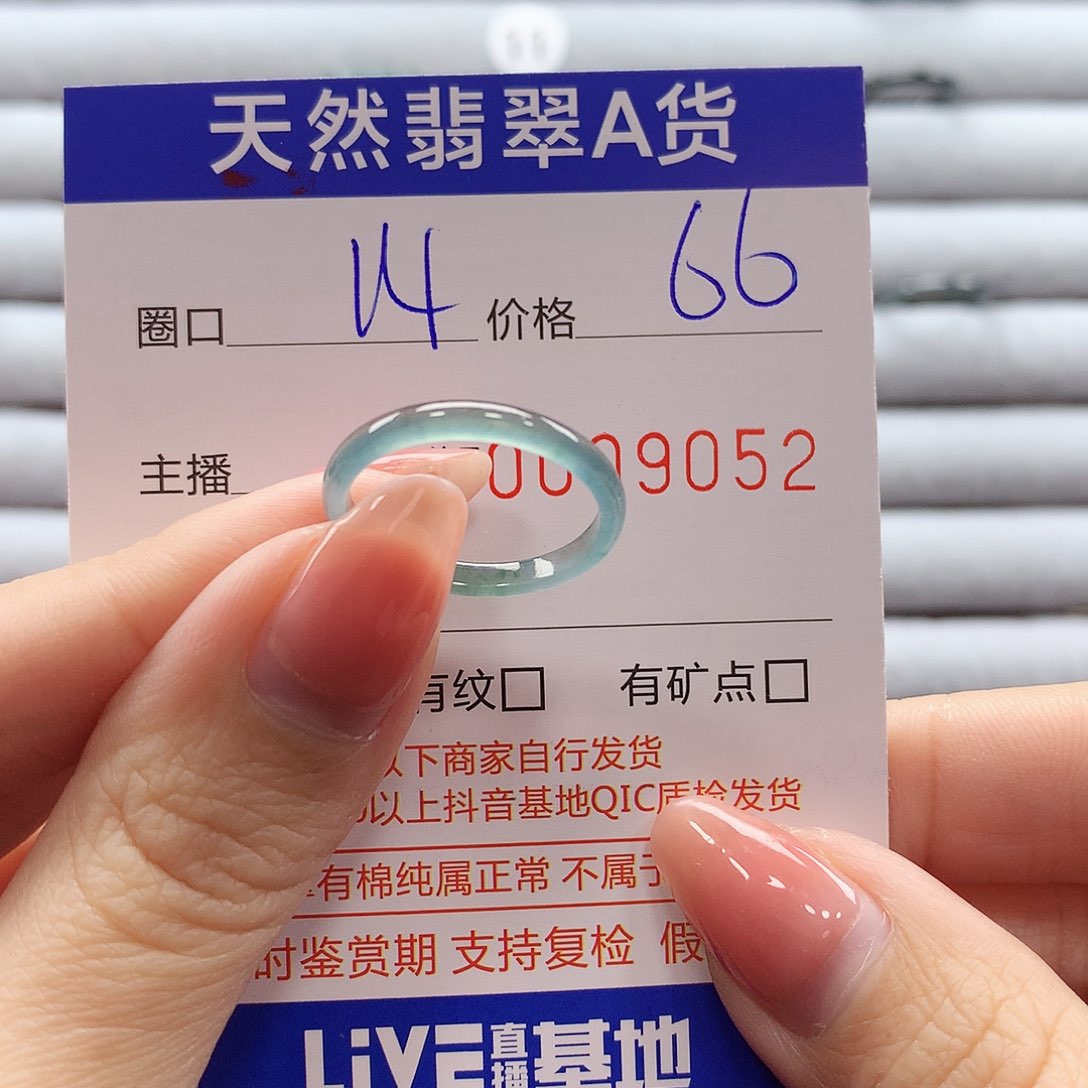 天然翡翠A货
圈口 14 价格 66
主播 009052
有纹□ 有矿点□
以下商家自行发货
以上抖音基地QIC质检发货
有棉纯属正常 不属于
时鉴赏期 支持复检 假
LiVE直播基地